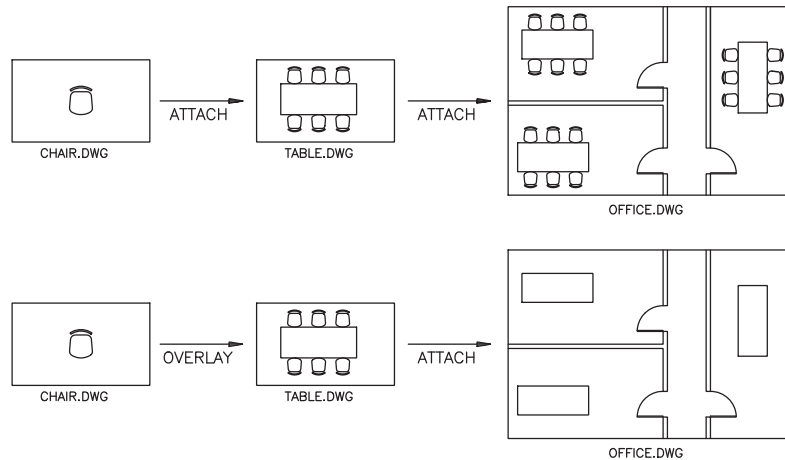 ATTACH
ATTACH
CHAIR.DWG
TABLE.DWG
OFFICE.DWG
OVERLAY
ATTACH
CHAIR.DWG
TABLE.DWG
OFFICE.DWG